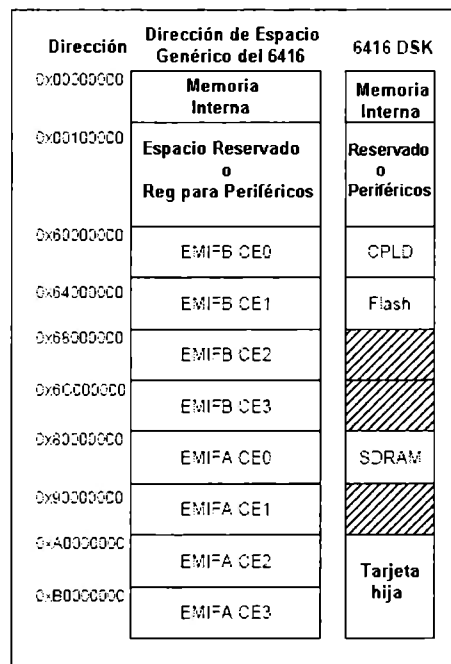 Dirección
Dirección de Espacio
Genérico del 6416
6416 DSK
0x00000000
Memoria
Interna
Memoria
Interna
0x00100000
Espacio Reservado
o
Reg para Periféricos
Reservado
o
Periféricos
0x60000000
EMIFB CE0
CPLD
0x64000000
EMIFB CE1
Flash
0x68000000
EMIFB CE2
0x6C000000
EMIFB CE3
0x80000000
EMIFA CE0
SDRAM
0x90000000
EMIFA CE1
0xA0000000
EMIFA CE2
Tarjeta
hija
0xB0000000
EMIFA CE3